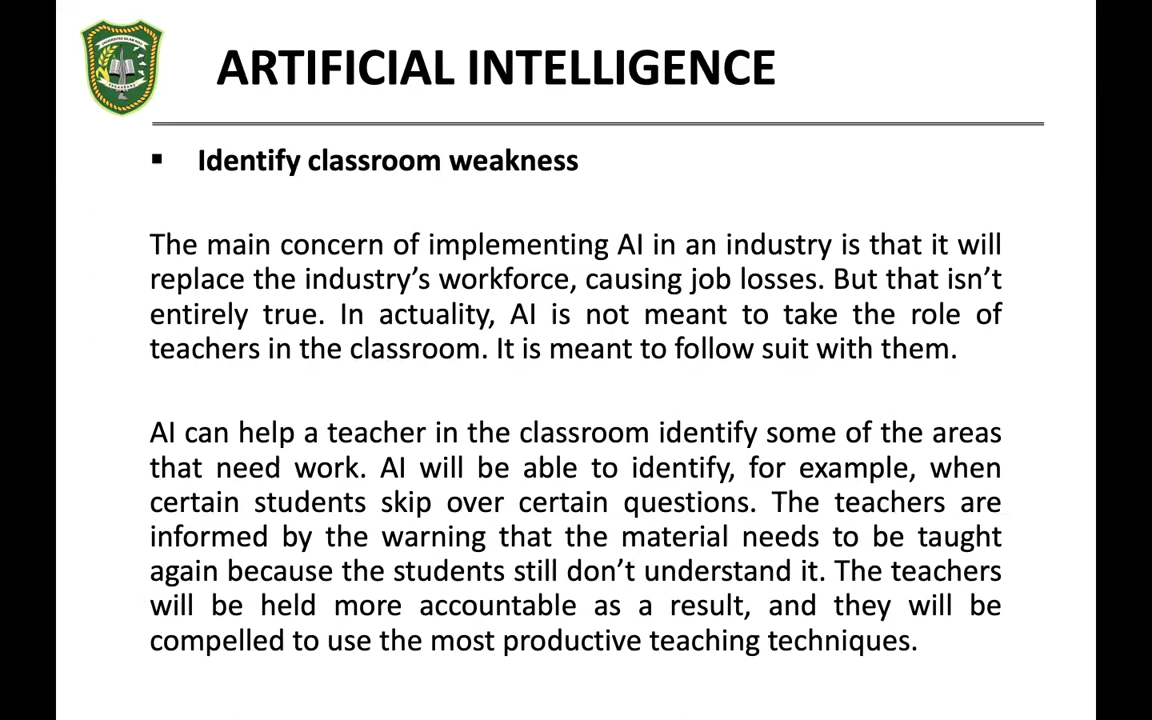 ARTIFICIAL INTELLIGENCE
▪ Identify classroom weakness
The main concern of implementing AI in an industry is that it will
replace the industry’s workforce, causing job losses. But that isn’t
entirely true. In actuality, AI is not meant to take the role of
teachers in the classroom. It is meant to follow suit with them.
AI can help a teacher in the classroom identify some of the areas
that need work. AI will be able to identify, for example, when
certain students skip over certain questions. The teachers are
informed by the warning that the material needs to be taught
again because the students still don’t understand it. The teachers
will be held more accountable as a result, and they will be
compelled to use the most productive teaching techniques.